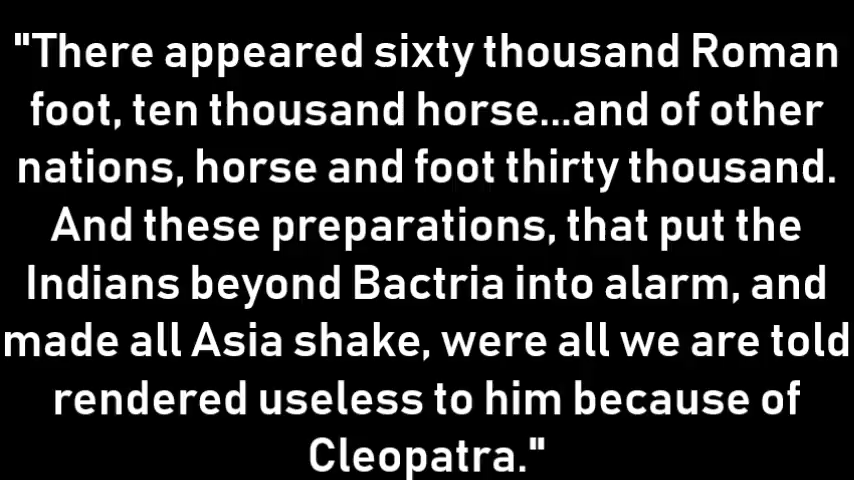 "There appeared sixty thousand Roman
foot, ten thousand horse...and of other
nations, horse and foot thirty thousand.
And these preparations, that put the
Indians beyond Bactria into alarm, and
made all Asia shake, were all we are told
rendered useless to him because of
Cleopatra."